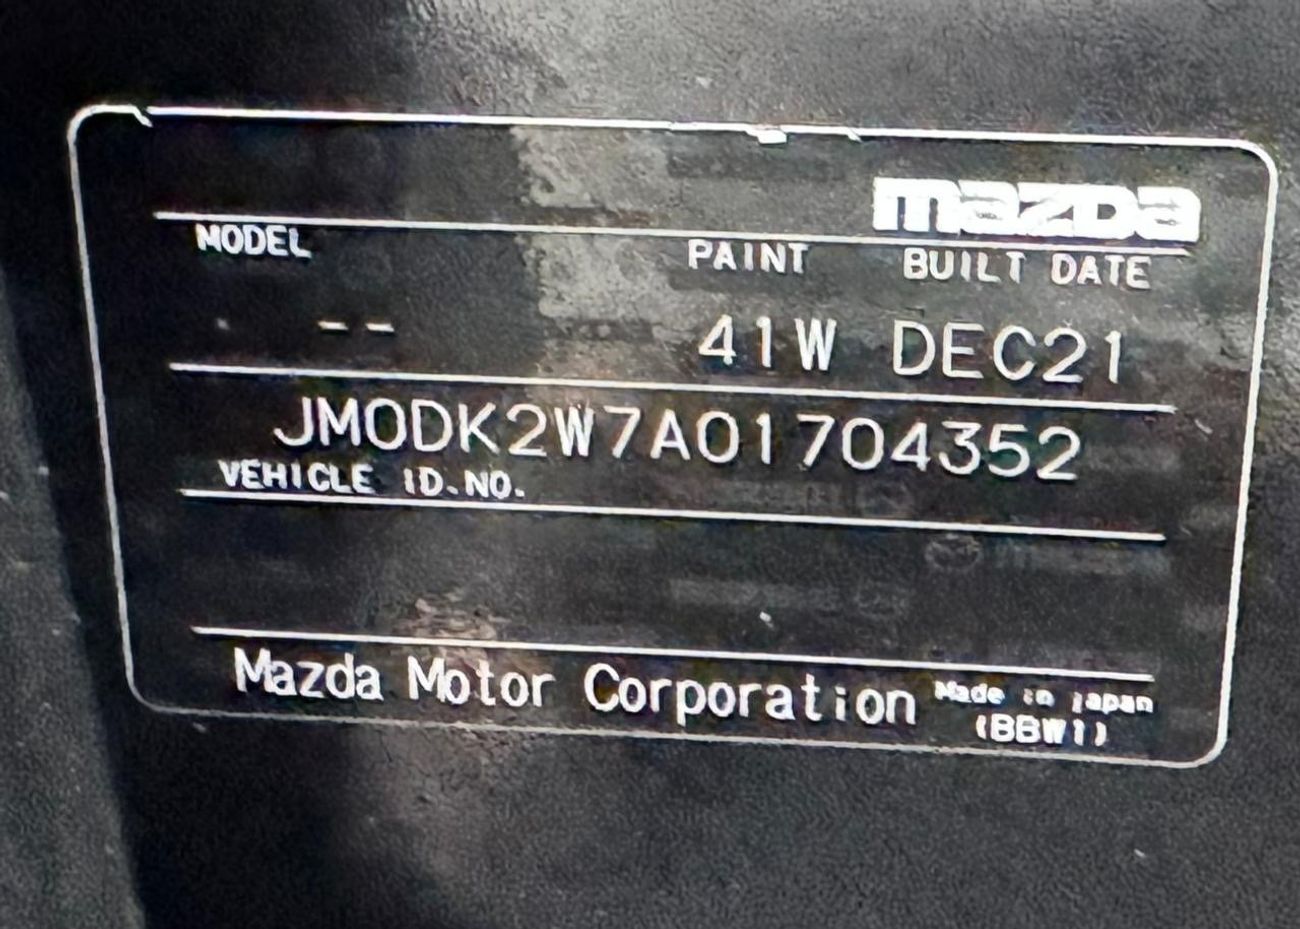 mazda
MODEL PAINT BUILT DATE
-- 41W DEC21
JM0DK2W7A01704352
VEHICLE ID.NO.
Mazda Motor Corporation Made in Japan
(BBW1)